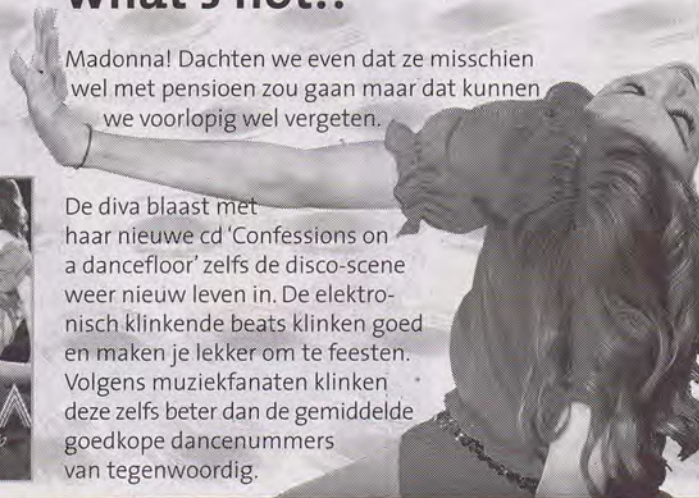 what's hot!!
Madonna! Dachten we even dat ze misschien
wel met pensioen zou gaan maar dat kunnen
we voorlopig wel vergeten.
De diva blaast met
haar nieuwe cd 'Confessions on
a dancefloor' zelfs de disco-scene
weer nieuw leven in. De elektro-
nisch klinkende beats klinken goed
en maken je lekker om te feesten.
Volgens muziekfanaten klinken
deze zelfs beter dan de gemiddelde
goedkope dancenummers
van tegenwoordig.